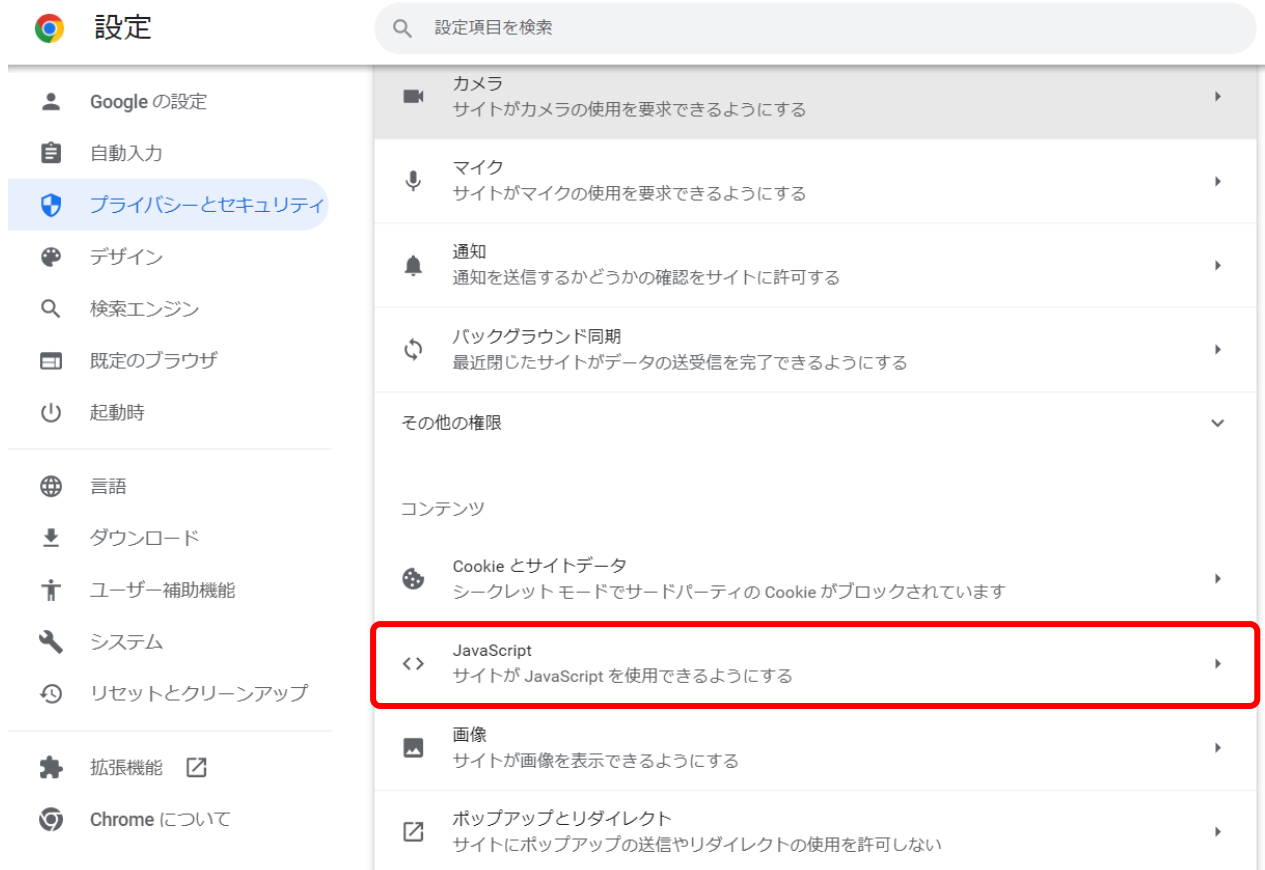 設定
設定項目を検索
Google の設定
自動入力
プライバシーとセキュリティ
デザイン
検索エンジン
既定のブラウザ
起動時
言語
ダウンロード
ユーザー補助機能
システム
リセットとクリーンアップ
拡張機能
Chrome について
カメラ
サイトがカメラの使用を要求できるようにする
マイク
サイトがマイクの使用を要求できるようにする
通知
通知を送信するかどうかの確認をサイトに許可する
バックグラウンド同期
最近閉じたサイトがデータの送受信を完了できるようにする
その他の権限
コンテンツ
Cookie とサイトデータ
シークレット モードでサードパーティの Cookie がブロックされています
JavaScript
サイトが JavaScript を使用できるようにする
画像
サイトが画像を表示できるようにする
ポップアップとリダイレクト
サイトにポップアップの送信やリダイレクトの使用を許可しない